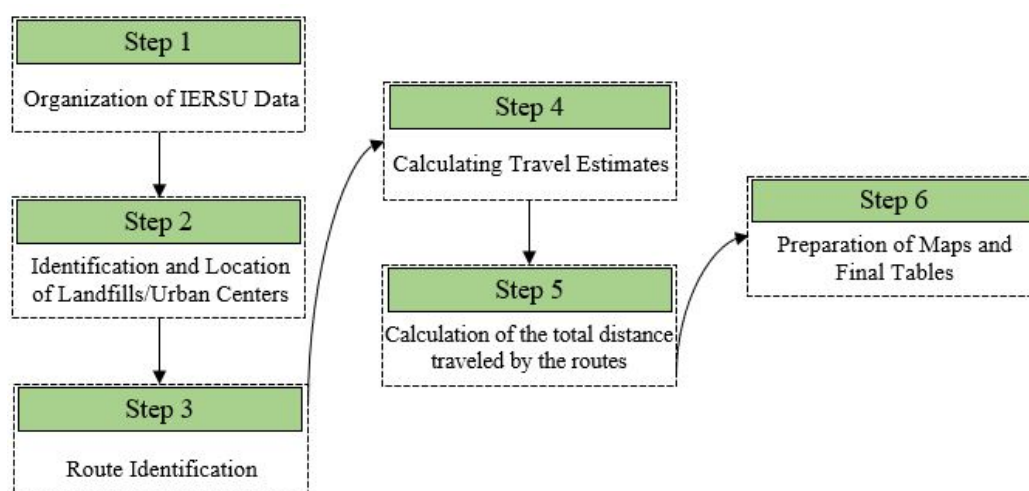 Step 1
Organization of IERSU Data
Step 2
Identification and Location
of Landfills/Urban Centers
Step 3
Route Identification
Step 4
Calculating Travel Estimates
Step 5
Calculation of the total distance
traveled by the routes
Step 6
Preparation of Maps and
Final Tables